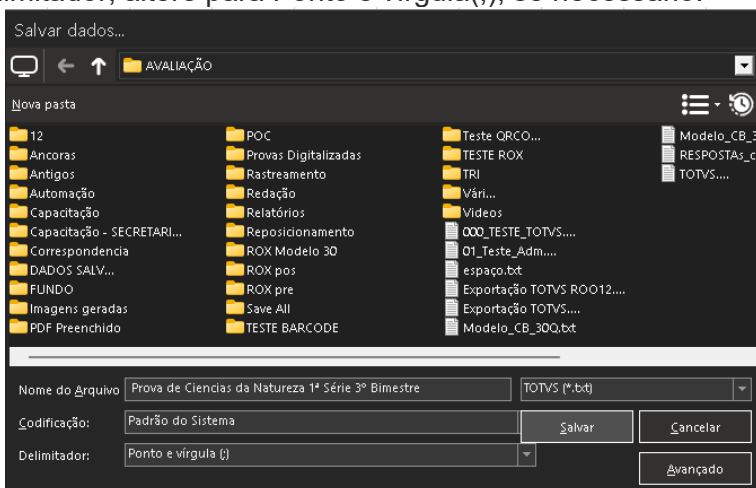 Salvar dados...
AVALIAÇÃO
Nova pasta
12
Ancoras
Antigos
Automação
Capacitação
Capacitação - SECRETARI...
Correspondencia
DADOS SALV...
FUNDO
Imagens geradas
PDF Preenchido
POC
Provas Digitalizadas
Rastreamento
Redação
Relatórios
Reposicionamento
ROX Modelo 30
ROX pos
ROX pre
Save All
TESTE BARCODE
Teste QRCO...
TESTE ROX
TRI
Vári...
Videos
000_TESTE_TOTVS....
01_Teste_Adm....
espaço.txt
Exportação TOTVS ROO12....
Exportação TOTVS....
Modelo_CB_30Q.txt
Modelo_CB_3
RESPOSTAs_c
TOTVS....
Nome do Arquivo Prova de Ciencias da Natureza 1ª Série 3º Bimestre TOTVS (*.txt)
Codificação: Padrão do Sistema Salvar Cancelar
Delimitador: Ponto e vírgula (;) Avançado